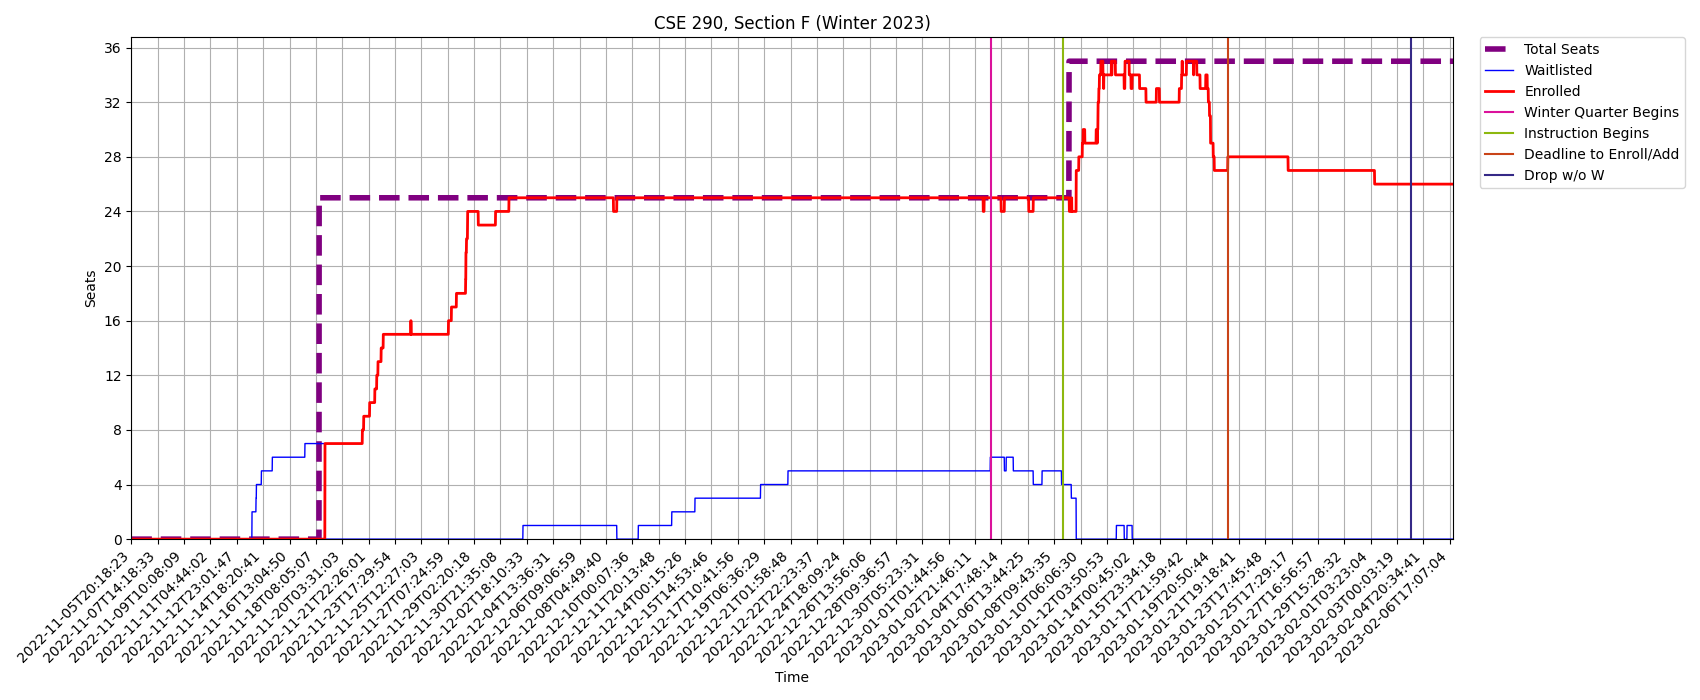 CSE 290, Section F (Winter 2023)
36
32
28
24
20
16
12
8
4
0
Seats
2022-11-05T20:18:23
2022-11-07T14:18:33
2022-11-09T10:08:09
2022-11-11T04:44:02
2022-11-12T23:01:47
2022-11-14T18:20:41
2022-11-16T13:04:50
2022-11-18T08:05:07
2022-11-20T03:31:03
2022-11-21T22:26:01
2022-11-23T17:29:54
2022-11-25T12:27:03
2022-11-27T07:24:59
2022-11-29T02:20:18
2022-11-30T21:35:08
2022-12-02T18:10:33
2022-12-04T13:36:31
2022-12-06T09:06:59
2022-12-08T04:49:40
2022-12-10T00:07:36
2022-12-11T20:13:48
2022-12-14T00:15:26
2022-12-15T14:53:46
2022-12-17T10:41:56
2022-12-19T06:36:29
2022-12-21T01:58:48
2022-12-22T22:23:37
2022-12-24T18:09:24
2022-12-26T13:56:06
2022-12-28T09:36:57
2022-12-30T05:23:31
2023-01-01T01:44:56
2023-01-02T21:46:11
2023-01-04T17:48:14
2023-01-06T13:44:25
2023-01-08T09:43:35
2023-01-10T06:06:30
2023-01-12T03:50:53
2023-01-14T00:45:02
2023-01-15T23:34:18
2023-01-17T21:59:42
2023-01-19T20:50:44
2023-01-21T19:18:41
2023-01-23T17:45:48
2023-01-25T17:29:17
2023-01-27T16:56:57
2023-01-29T15:28:32
2023-02-01T03:23:04
2023-02-03T00:03:19
2023-02-04T20:34:41
2023-02-06T17:07:04
Time
Total Seats
Waitlisted
Enrolled
Winter Quarter Begins
Instruction Begins
Deadline to Enroll/Add
Drop w/o W